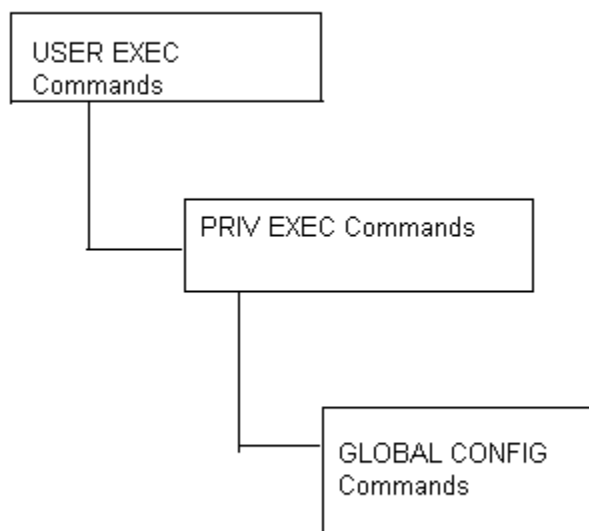 USER EXEC
Commands
PRIV EXEC Commands
GLOBAL CONFIG
Commands